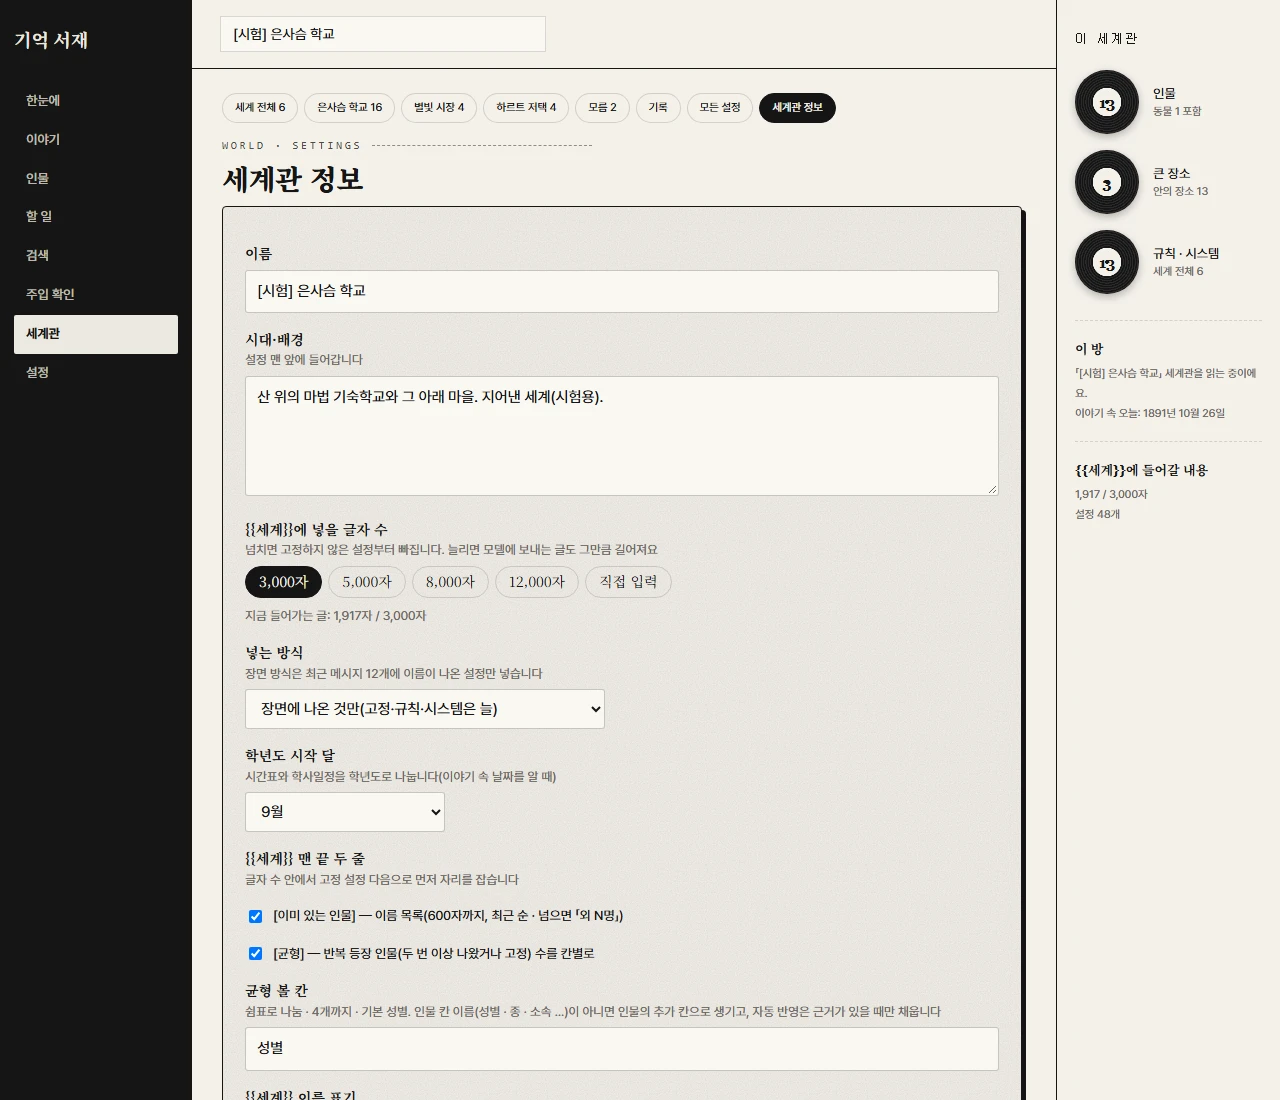 기억 서재
한눈에
이야기
인물
할 일
검색
주입 확인
세계관
설정
[시험] 은사슴 학교
세계 전체 6
은사슴 학교 16
별빛 시장 4
하르트 저택 4
모름 2
기록
모든 설정
세계관 정보
WORLD · SETTINGS
세계관 정보
이름
[시험] 은사슴 학교
시대·배경
설정 맨 앞에 들어갑니다
산 위의 마법 기숙학교와 그 아래 마을. 지어낸 세계(시험용).
{{세계}}에 넣을 글자 수
넘치면 고정하지 않은 설정부터 빠집니다. 늘리면 모델에 보내는 글도 그만큼 길어져요
3,000자
5,000자
8,000자
12,000자
직접 입력
지금 들어가는 글: 1,917자 / 3,000자
넣는 방식
장면 방식은 최근 메시지 12개에 이름이 나온 설정만 넣습니다
장면에 나온 것만(고정·규칙·시스템은 늘)
학년도 시작 달
시간표와 학사일정을 학년도로 나눕니다(이야기 속 날짜를 알 때)
9월
{{세계}} 맨 끝 두 줄
글자 수 안에서 고정 설정 다음으로 먼저 자리를 잡습니다
[이미 있는 인물] — 이름 목록(600자까지, 최근 순 · 넘으면 「외 N명」)
[균형] — 반복 등장 인물(두 번 이상 나왔거나 고정) 수를 칸별로
균형 볼 칸
쉼표로 나눔 · 4개까지 · 기본 성별. 인물 칸 이름(성별 · 종 · 소속 …)이 아니면 인물의 추가 칸으로 생기고, 자동 반영은 근거가 있을 때만 채웁니다
성별
{{세계}} 이름 표기
이 세계관
13
인물
동물 1 포함
3
큰 장소
안의 장소 13
13
규칙 · 시스템
세계 전체 6
이 방
「[시험] 은사슴 학교」 세계관을 읽는 중이에
요.
이야기 속 오늘: 1891년 10월 26일
{{세계}}에 들어갈 내용
1,917 / 3,000자
설정 48개